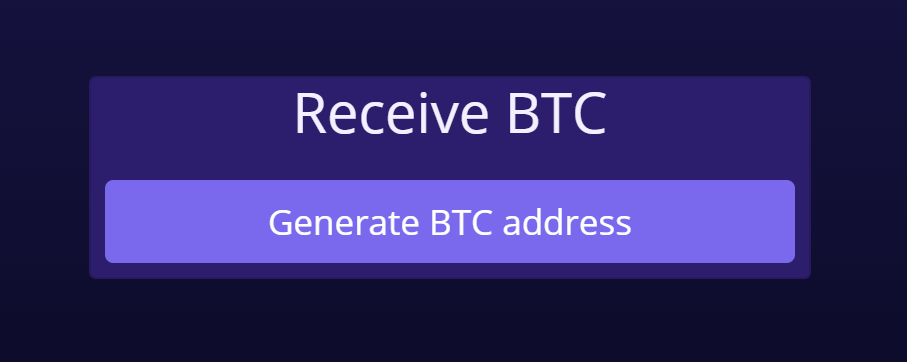 Receive BTC
Generate BTC address